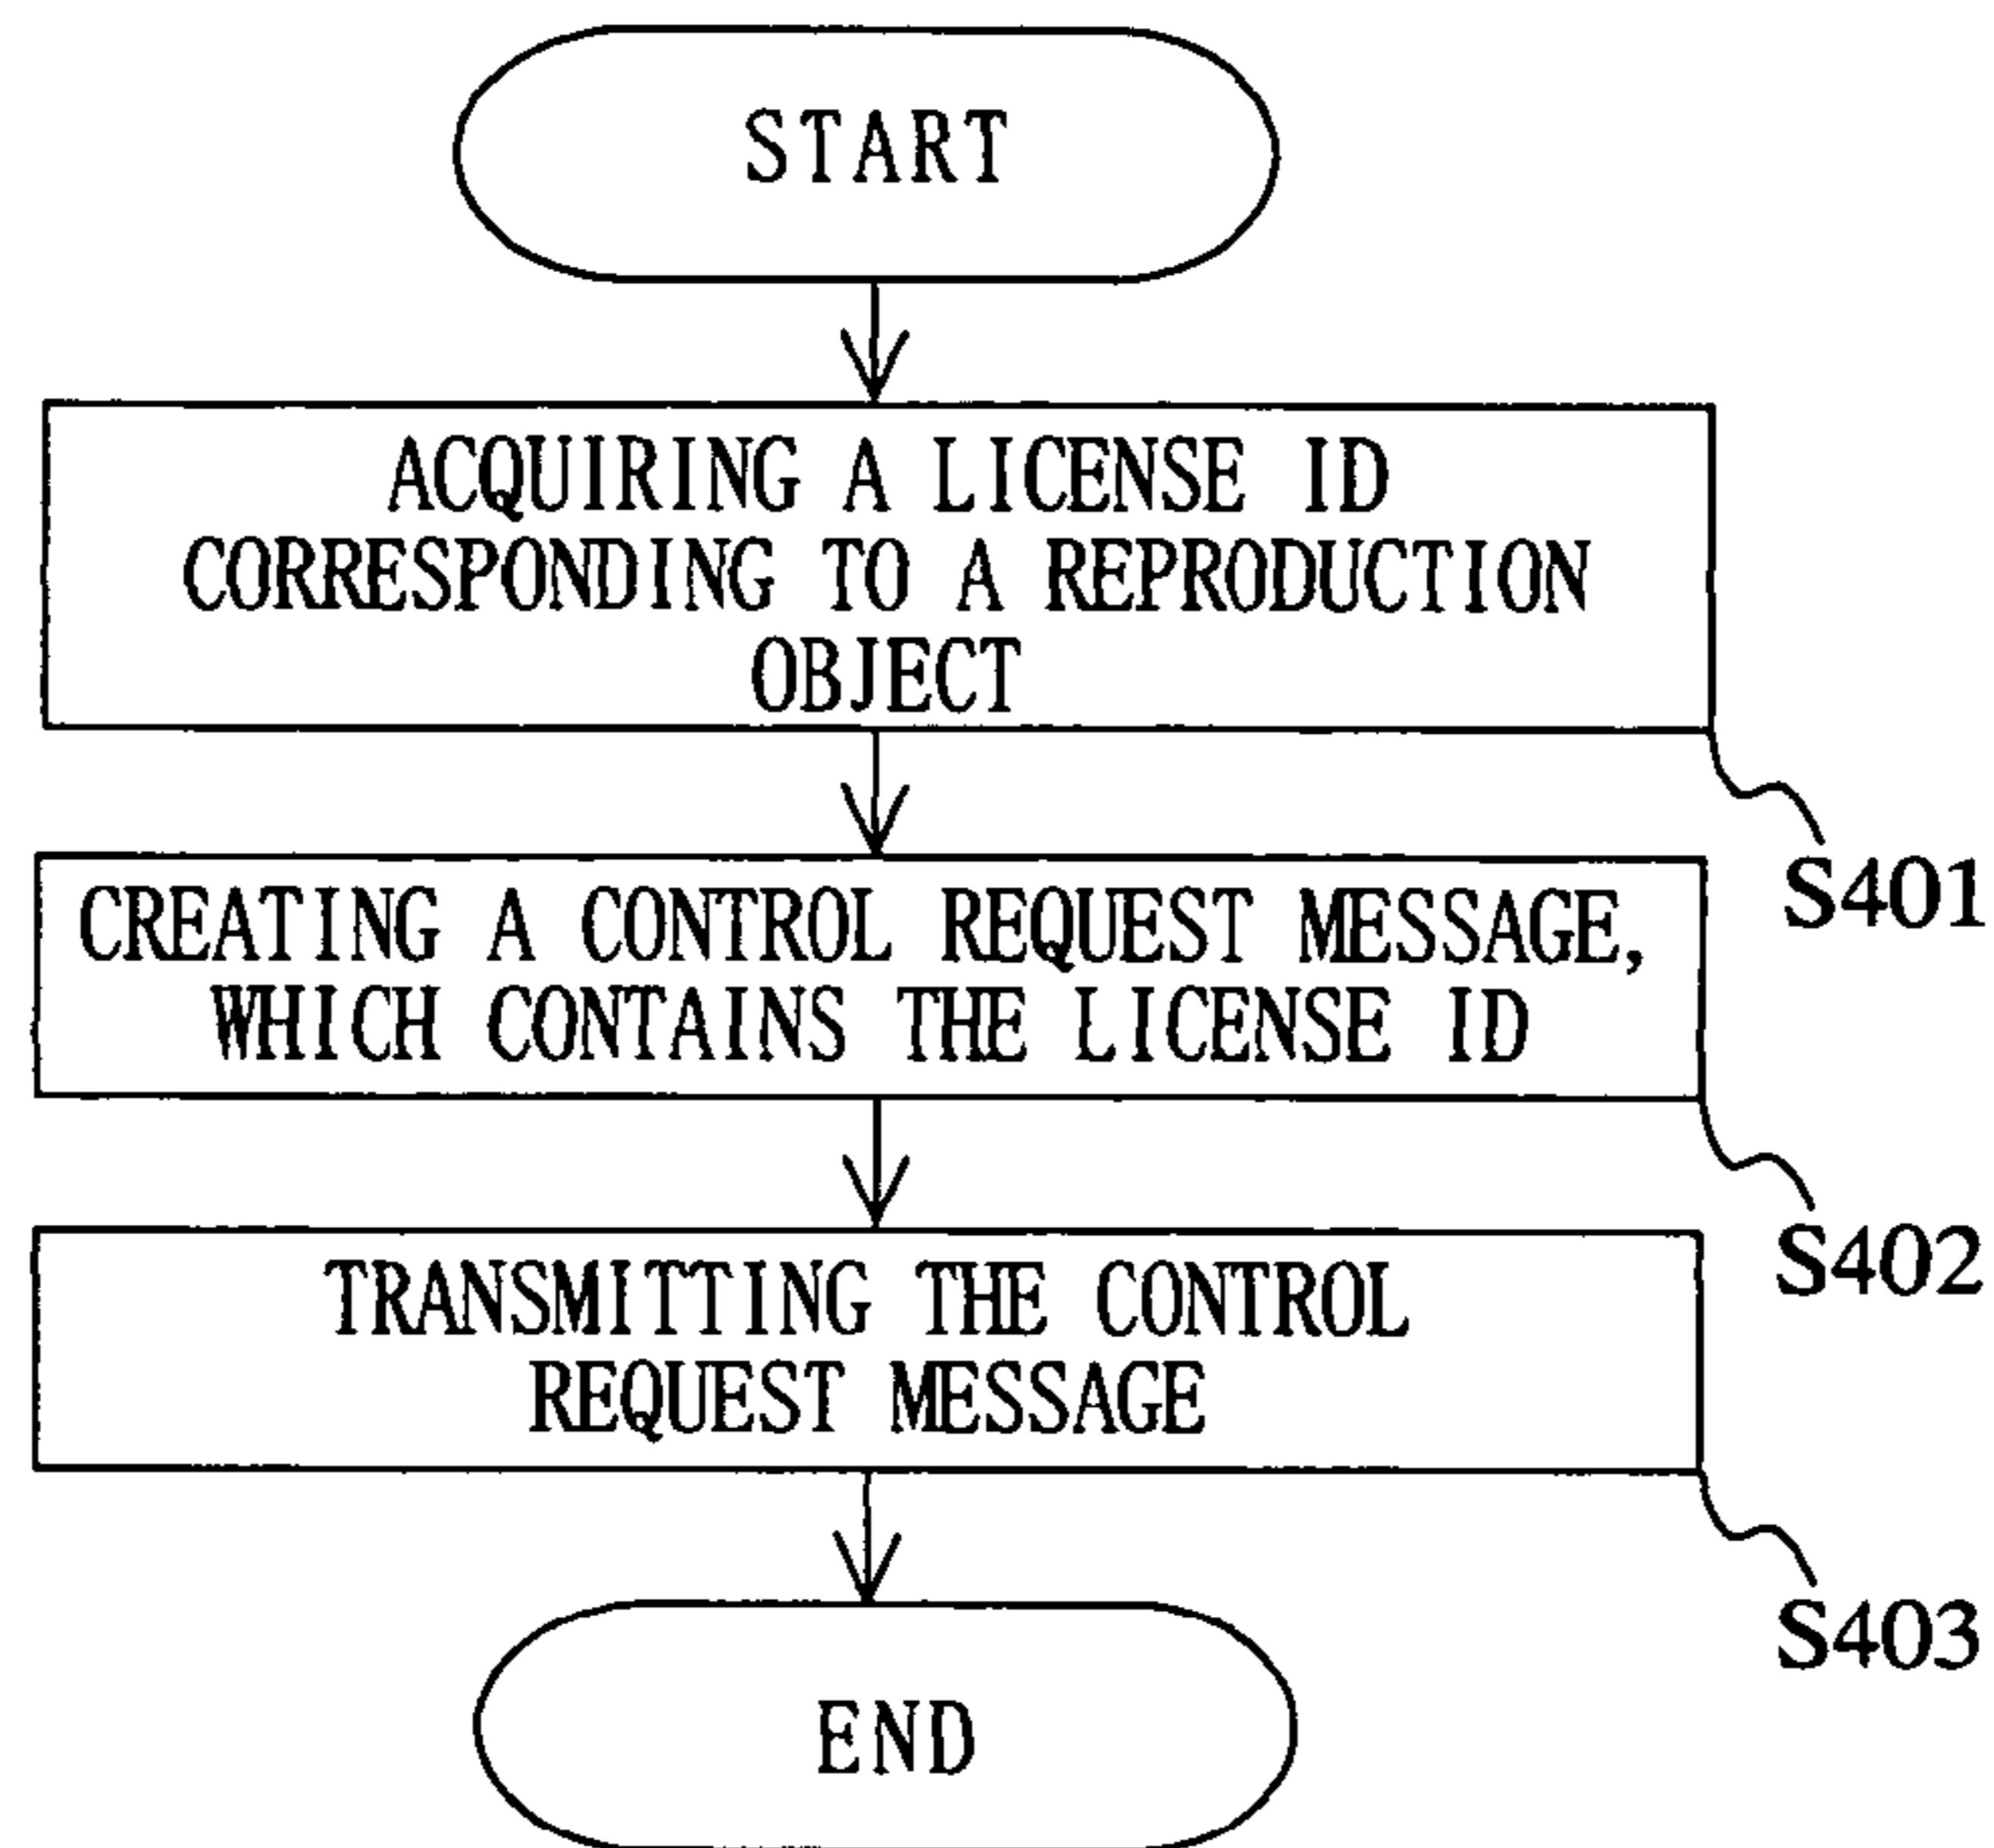 START
ACQUIRING A LICENSE ID
CORRESPONDING TO A REPRODUCTION
OBJECT
S401
CREATING A CONTROL REQUEST MESSAGE,
WHICH CONTAINS THE LICENSE ID
S402
TRANSMITTING THE CONTROL
REQUEST MESSAGE
S403
END